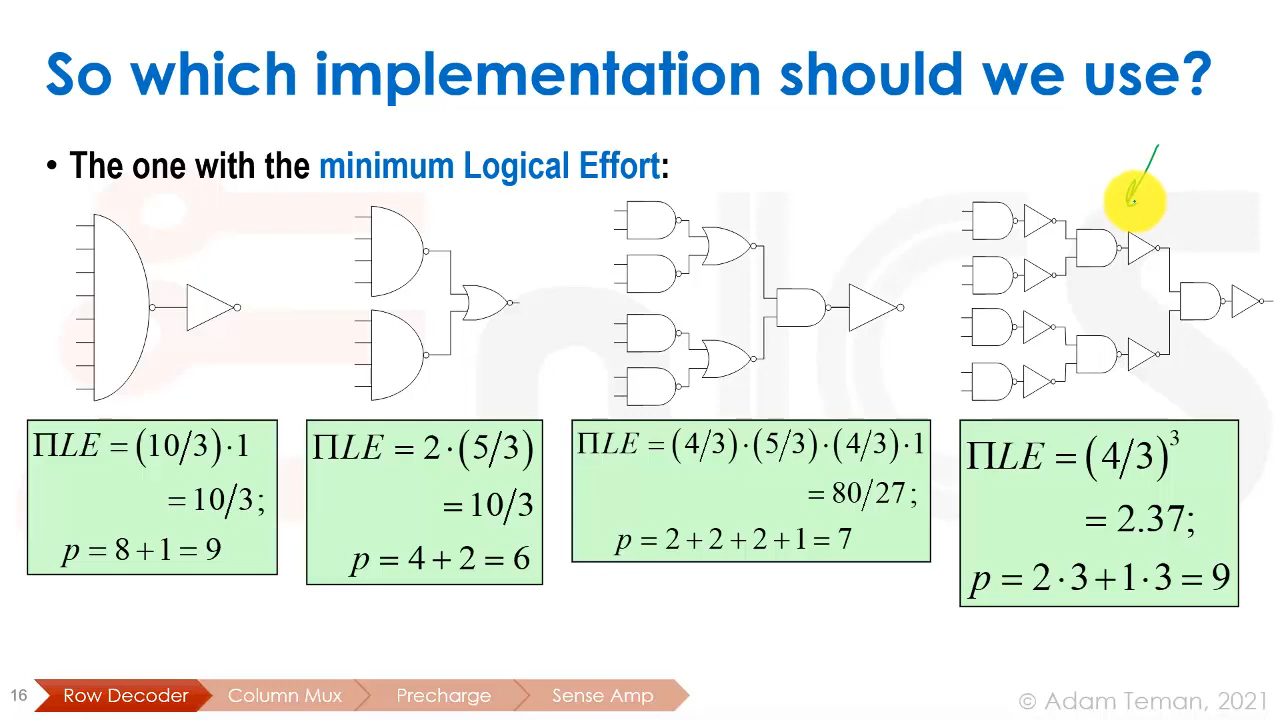 So which implementation should we use?
• The one with the minimum Logical Effort:
ΠLE = (10/3)·1
= 10/3;
p = 8+1 = 9
ΠLE = 2·(5/3)
= 10/3
p = 4+2 = 6
ΠLE = (4/3)·(5/3)·(4/3)·1
= 80/27;
p = 2+2+2+1 = 7
ΠLE = (4/3)³
= 2.37;
p = 2·3+1·3 = 9
16 Row Decoder Column Mux Precharge Sense Amp
© Adam Teman, 2021